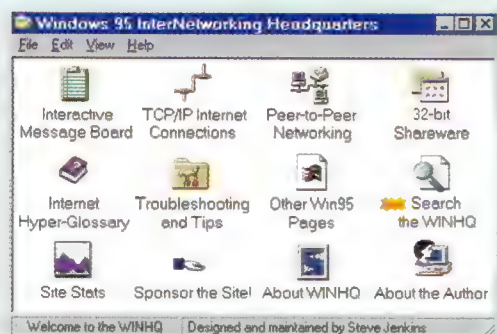 Windows 95 InterNetworking Headquarters
File Edit View Help
Interactive Message Board
TCP/IP Internet Connections
Peer-to-Peer Networking
32-bit Shareware
Internet Hyper-Glossary
Troubleshooting and Tips
Other Win95 Pages
Search the WINHQ
Site Stats
Sponsor the Site!
About WINHQ
About the Author
Welcome to the WINHQ
Designed and maintained by Steve Jenkins